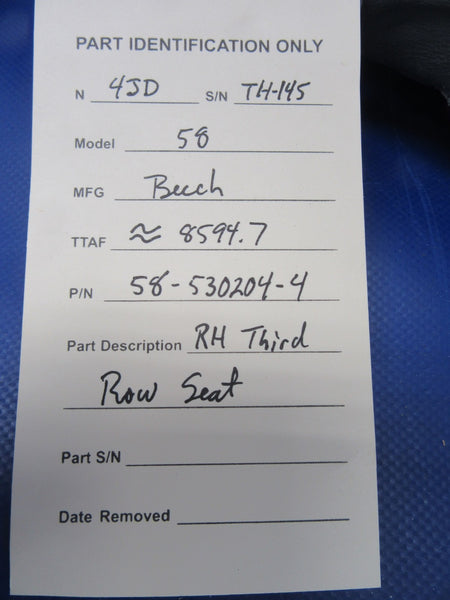 PART IDENTIFICATION ONLY
N 4JD S/N TH-145
Model 58
MFG Beech
TTAF ≈ 8594.7
P/N 58-530204-4
Part Description RH Third
Row Seat
Part S/N
Date Removed